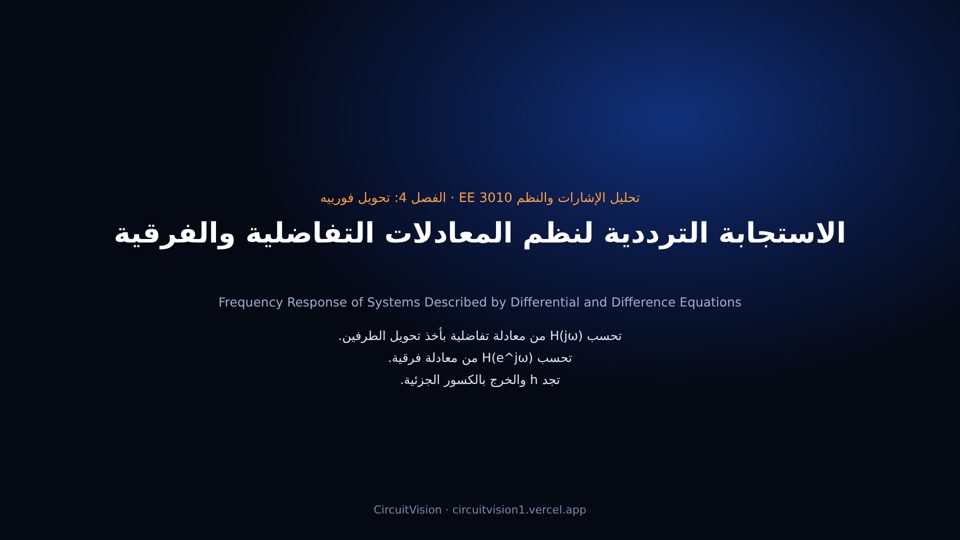 تحليل الإشارات والنظم EE 3010 · الفصل 4: تحويل فورييه
الاستجابة الترددية لنظم المعادلات التفاضلية والفرقية
Frequency Response of Systems Described by Differential and Difference Equations
تحسب H(jω) من معادلة تفاضلية بأخذ تحويل الطرفين.
تحسب H(e^jω) من معادلة فرقية.
تجد h والخرج بالكسور الجزئية.
CircuitVision · circuitvision1.vercel.app